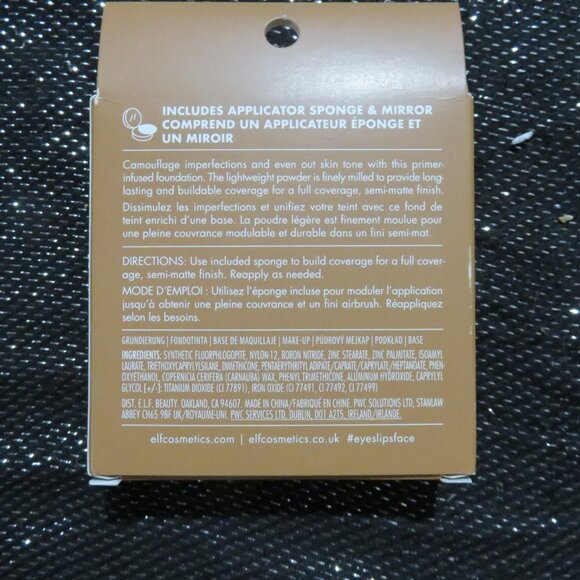 INCLUDES APPLICATOR SPONGE & MIRROR
COMPREND UN APPLICATEUR ÉPONGE ET
UN MIROIR
Camouflage imperfections and even out skin tone with this primer-
infused foundation. The lightweight powder is finely milled to provide long-
lasting and buildable coverage for a full coverage, semi-matte finish.
Dissimulez les imperfections et unifiez votre teint avec ce fond de
teint enrichi d'une base. La poudre légère est finement moulue pour
une pleine couvrance modulable et durable dans un fini semi-mat.
DIRECTIONS: Use included sponge to build coverage for a full cover-
age, semi-matte finish. Reapply as needed.
MODE D'EMPLOI : Utilisez l'éponge incluse pour moduler l'application
jusqu'à obtenir une pleine couvrance et un fini airbrush. Réappliquez
selon les besoins.
GRUNDIERUNG | FONDOTINTA | BASE DE MAQUILLAJE | MAKE-UP | PÚDROVÝ MEJKAP | PODKŁAD | BASE
INGREDIENTS: SYNTHETIC FLUORPHLOGOPITE, NYLON-12, BORON NITRIDE, ZINC STEARATE, ZINC PALMITATE, ISOAMYL
LAURATE, TRIETHOXYCAPRYLYLSILANE, DIMETHICONE, PENTAERYTHRITYL ADIPATE/CAPRATE/CAPRYLATE/HEPTANOATE, PHEN-
OXYETHANOL, COPERNICIA CERIFERA (CARNAUBA) WAX, PHENYL TRIMETHICONE, ALUMINUM HYDROXIDE, CAPRYLYL
GLYCOL [+/-]: TITANIUM DIOXIDE (CI 77891), IRON OXIDES (CI 77491, CI 77492, CI 77499)
DIST. E.L.F. BEAUTY. OAKLAND, CA 94607. MADE IN CHINA/FABRIQUÉ EN CHINE. PWC SOLUTIONS LTD, STANLAW
ABBEY CH65 9BF UK/ROYAUME-UNI. PWC SERVICES LTD, DUBLIN, D01 A2T5, IRELAND/IRLANDE.
elfcosmetics.com | elfcosmetics.co.uk | #eyeslipsface